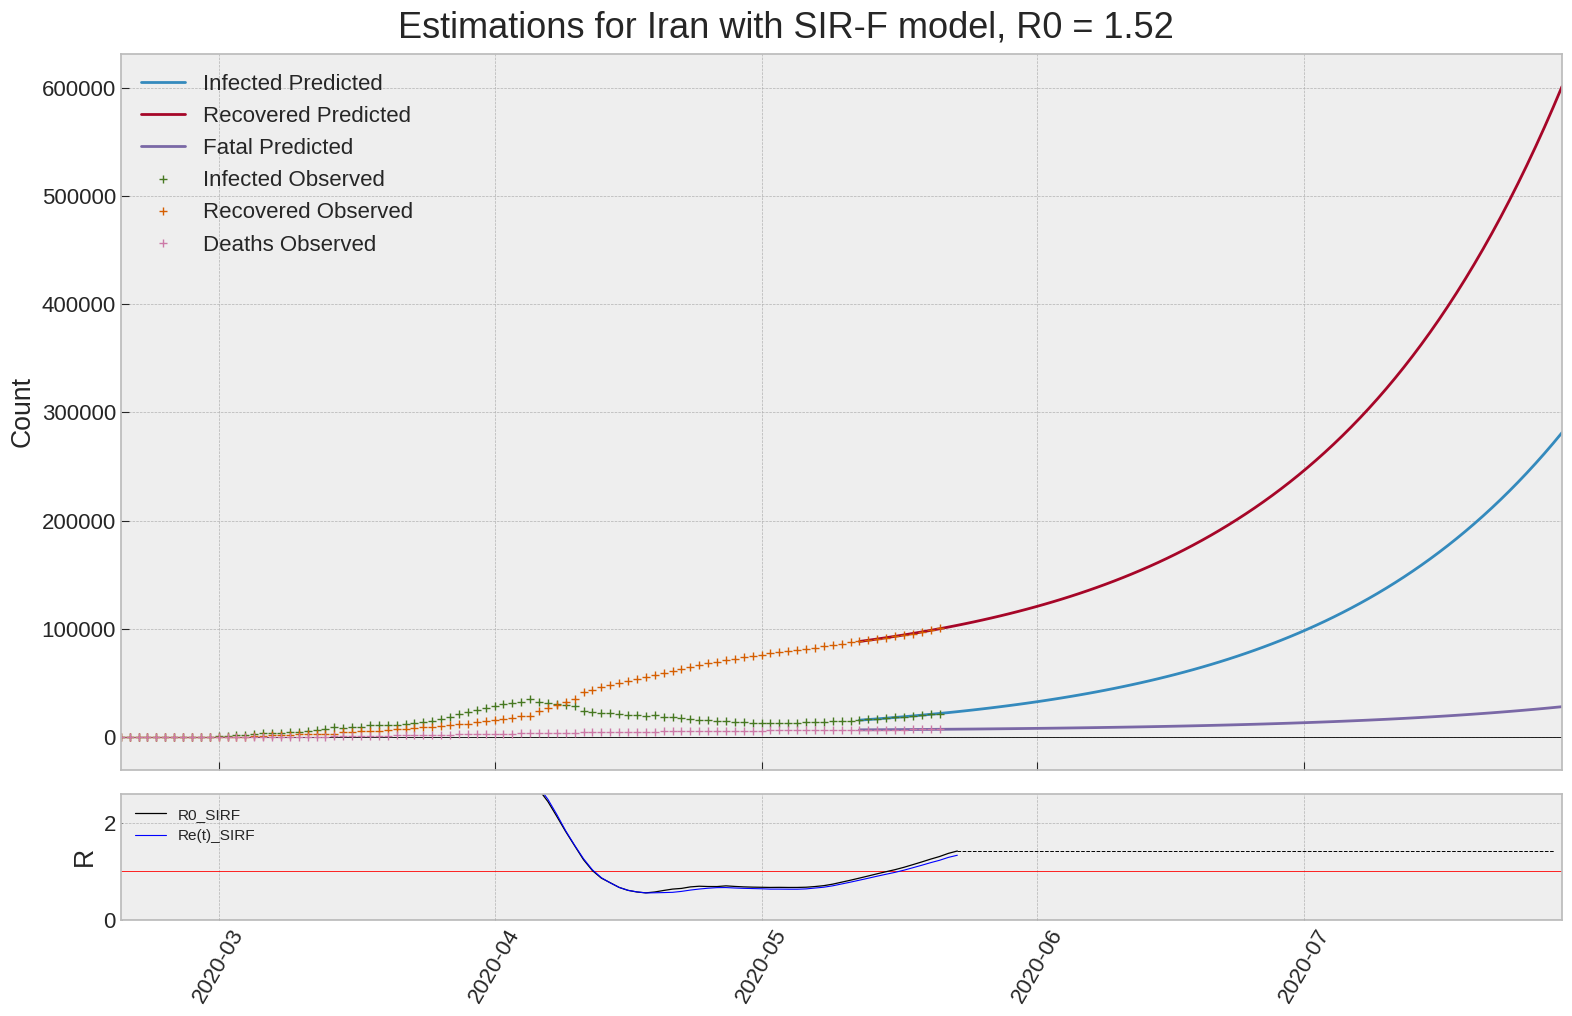 Estimations for Iran with SIR-F model, R0 = 1.52
Infected Predicted
Recovered Predicted
Fatal Predicted
Infected Observed
Recovered Observed
Deaths Observed
600000
500000
400000
300000
200000
100000
0
Count
R0_SIRF
Re(t)_SIRF
2
0
R
2020-03
2020-04
2020-05
2020-06
2020-07